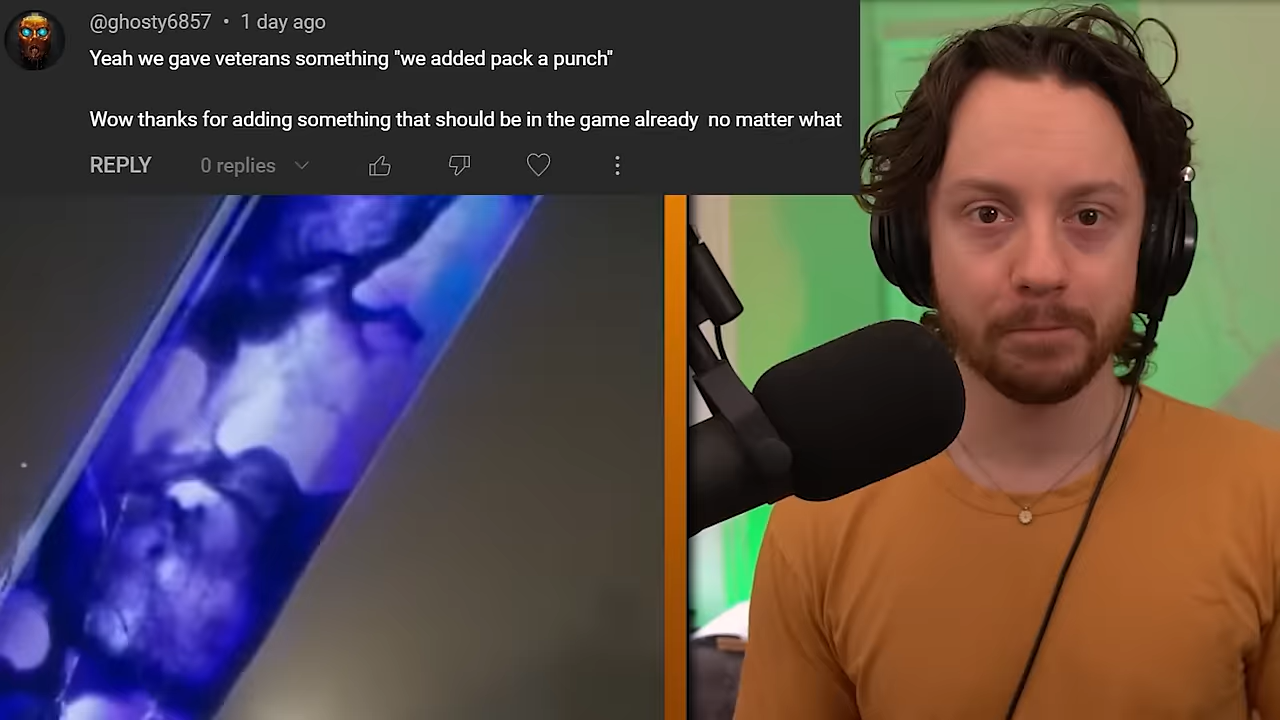 @ghosty6857 • 1 day ago
Yeah we gave veterans something "we added pack a punch"
Wow thanks for adding something that should be in the game already  no matter what
REPLY 0 replies